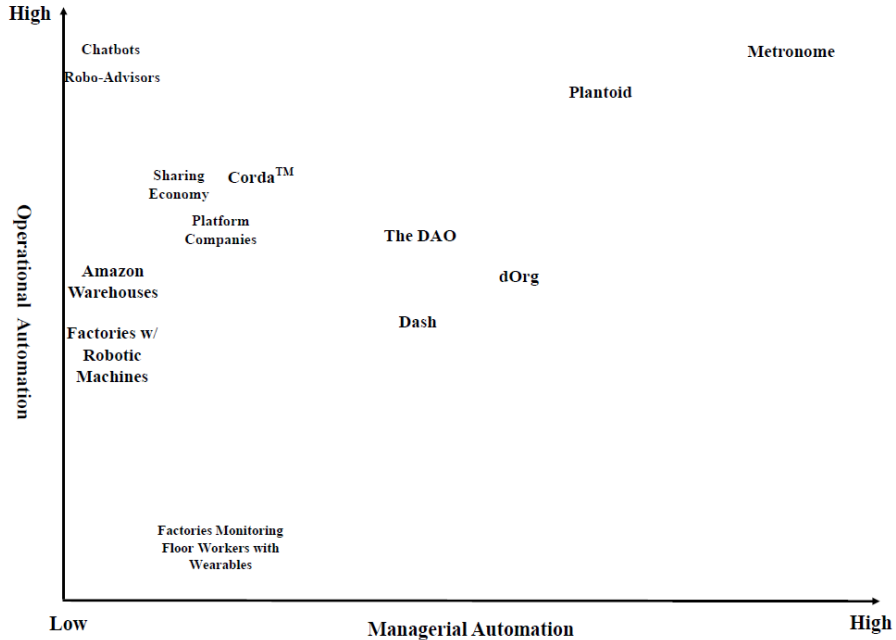 High
Chatbots
Metronome
Robo-Advisors
Plantoid
Sharing
Economy
Corda™
Platform
Companies
The DAO
Operational Automation
Amazon
Warehouses
dOrg
Dash
Factories w/
Robotic
Machines
Factories Monitoring
Floor Workers with
Wearables
Low
Managerial Automation
High